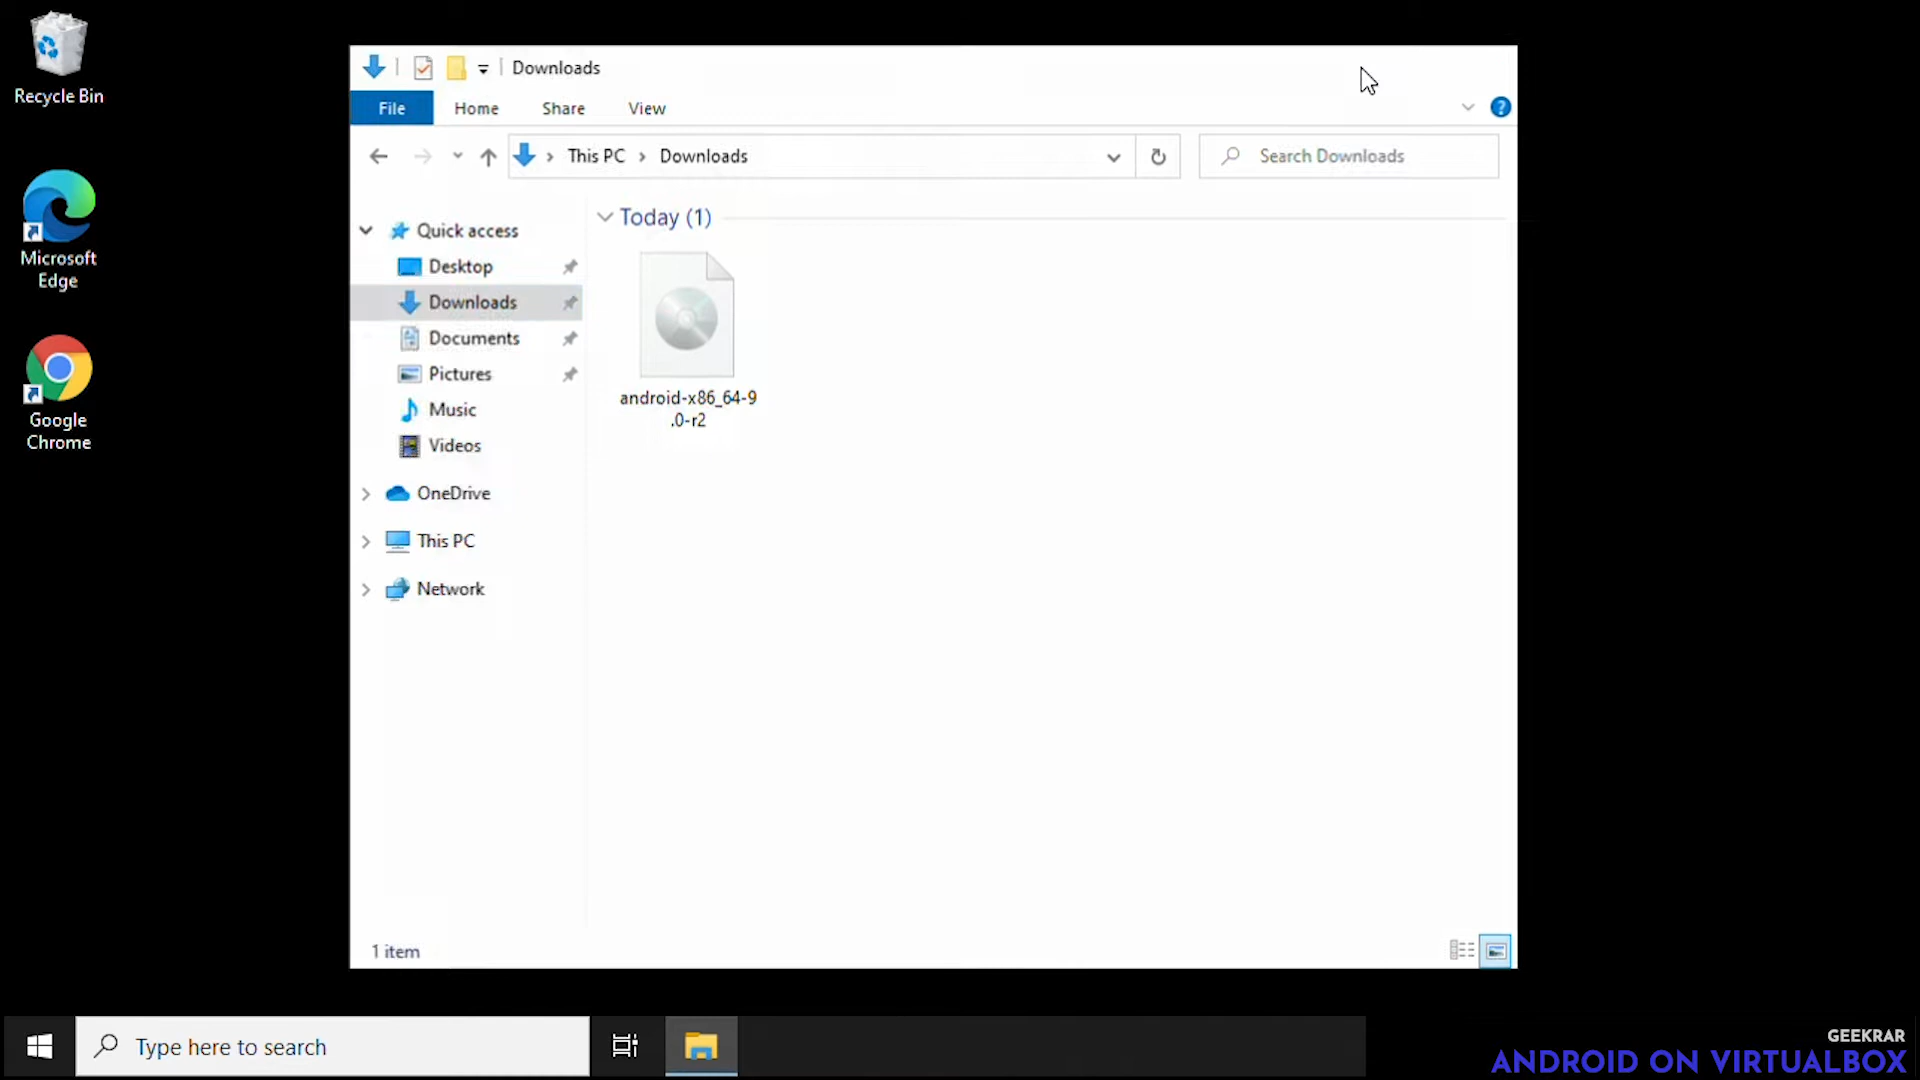 Recycle Bin
Microsoft
Edge
Google
Chrome
Downloads
File Home Share View
This PC Downloads
Search Downloads
Quick access
Desktop
Downloads
Documents
Pictures
Music
Videos
OneDrive
This PC
Network
Today (1)
android-x86_64-9
.0-r2
1 item
Type here to search
GEEKRAR
ANDROID ON VIRTUALBOX